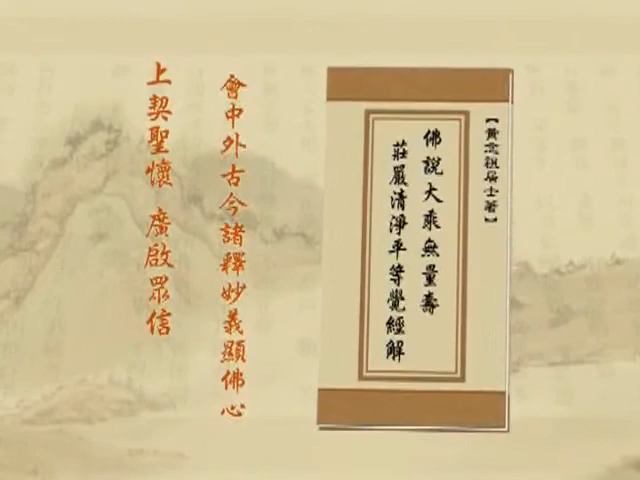 【黃念祖居士著】
佛說大乘無量壽
莊嚴清淨平等覺經解
會中外古今諸釋妙義顯佛心
上契聖懷 廣啟眾信